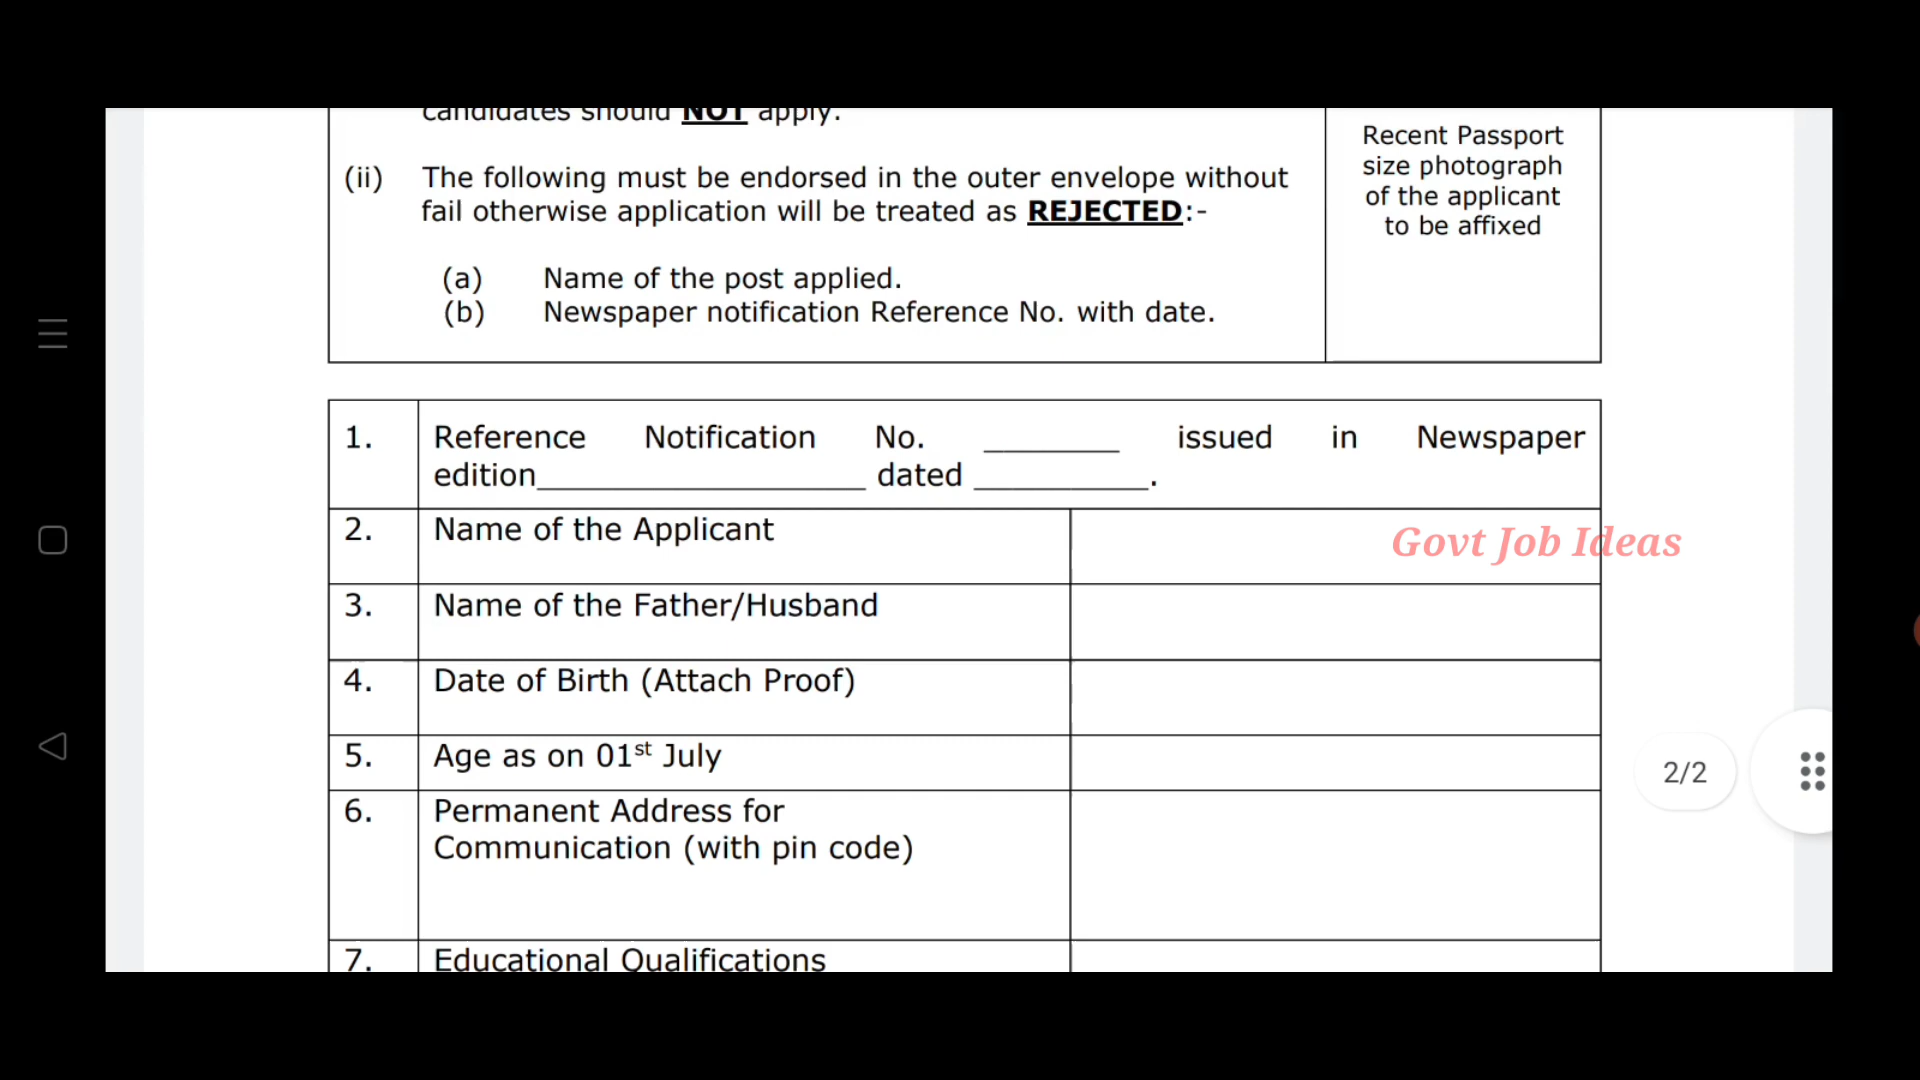 candidates should NOT apply.
Recent Passport
size photograph
of the applicant
to be affixed
(ii) The following must be endorsed in the outer envelope without
fail otherwise application will be treated as REJECTED:-
(a) Name of the post applied.
(b) Newspaper notification Reference No. with date.
1. Reference Notification No. ________ issued in Newspaper
edition____________________ dated __________.
2. Name of the Applicant
Govt Job Ideas
3. Name of the Father/Husband
4. Date of Birth (Attach Proof)
5. Age as on 01st July
6. Permanent Address for
Communication (with pin code)
2/2
7. Educational Qualifications